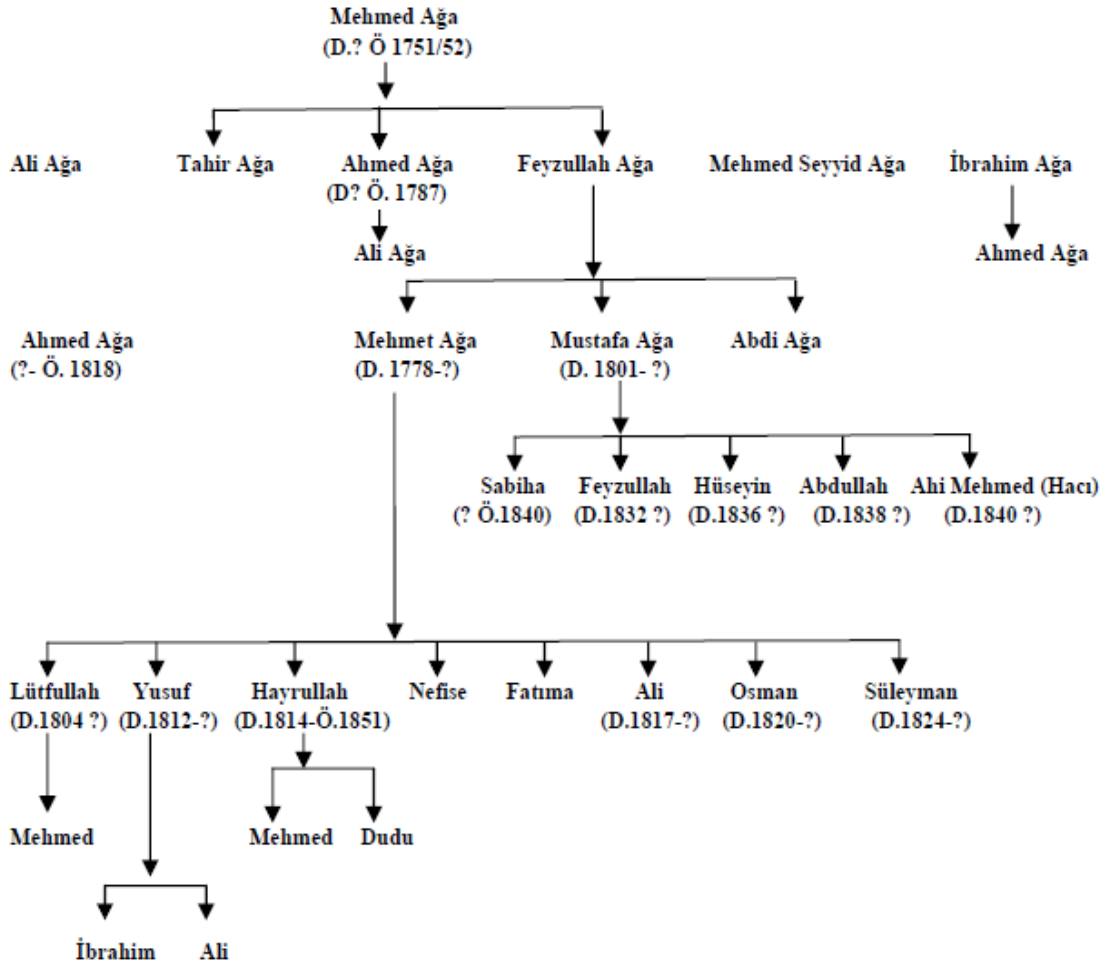 Mehmed Ağa
(D.? Ö 1751/52)
Ali Ağa Tahir Ağa Ahmed Ağa Feyzullah Ağa Mehmed Seyyid Ağa İbrahim Ağa
(D? Ö. 1787)
Ali Ağa Ahmed Ağa
Ahmed Ağa Mehmet Ağa Mustafa Ağa Abdi Ağa
(?- Ö. 1818) (D. 1778-?) (D. 1801- ?)
Sabiha Feyzullah Hüseyin Abdullah Ahi Mehmed (Hacı)
(? Ö.1840) (D.1832 ?) (D.1836 ?) (D.1838 ?) (D.1840 ?)
Lütfullah Yusuf Hayrullah Nefise Fatıma Ali Osman Süleyman
(D.1804 ?) (D.1812-?) (D.1814-Ö.1851) (D.1817-?) (D.1820-?) (D.1824-?)
Mehmed Mehmed Dudu
İbrahim Ali